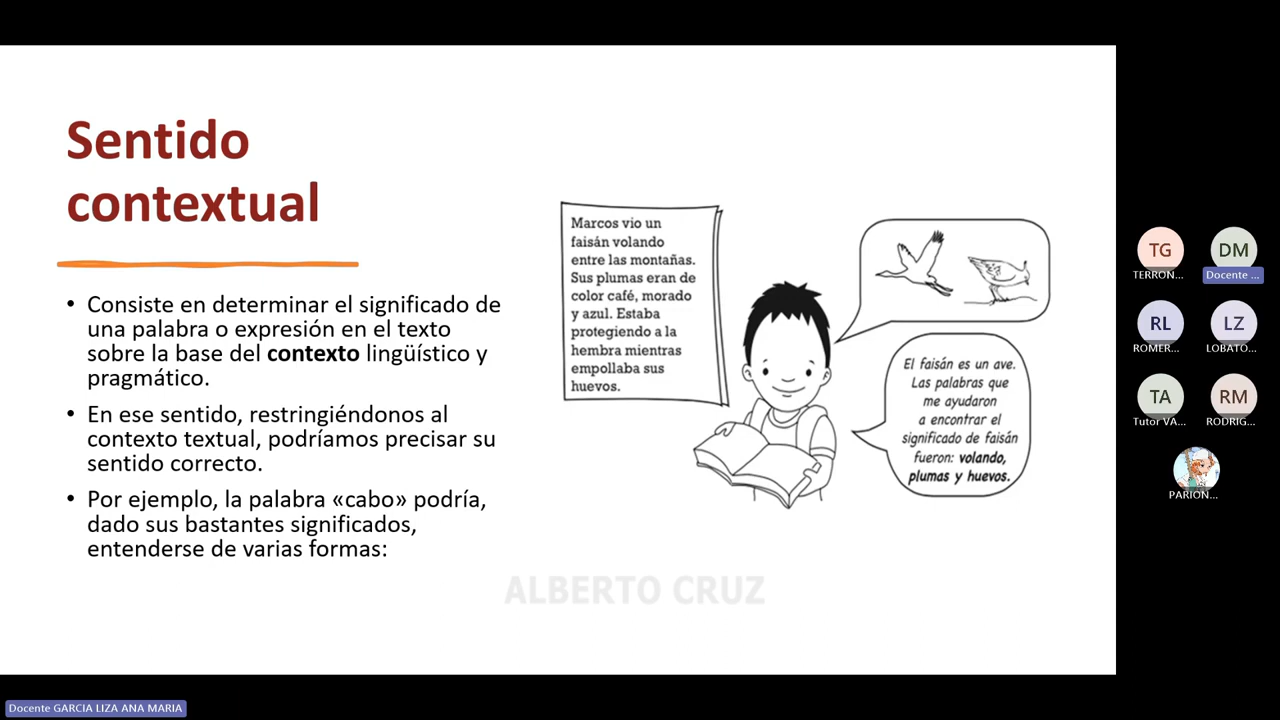 Sentido
contextual
• Consiste en determinar el significado de
una palabra o expresión en el texto
sobre la base del contexto lingüístico y
pragmático.
• En ese sentido, restringiéndonos al
contexto textual, podríamos precisar su
sentido correcto.
• Por ejemplo, la palabra «cabo» podría,
dado sus bastantes significados,
entenderse de varias formas:
Marcos vio un
faisán volando
entre las montañas.
Sus plumas eran de
color café, morado
y azul. Estaba
protegiendo a la
hembra mientras
empollaba sus
huevos.
El faisán es un ave.
Las palabras que
me ayudaron
a encontrar el
significado de faisán
fueron: volando,
plumas y huevos.
ALBERTO CRUZ
TG
TERRON...
DM
Docente ...
RL
ROMER...
LZ
LOBATO...
TA
Tutor VA...
RM
RODRIG...
PARION...
Docente GARCIA LIZA ANA MARIA